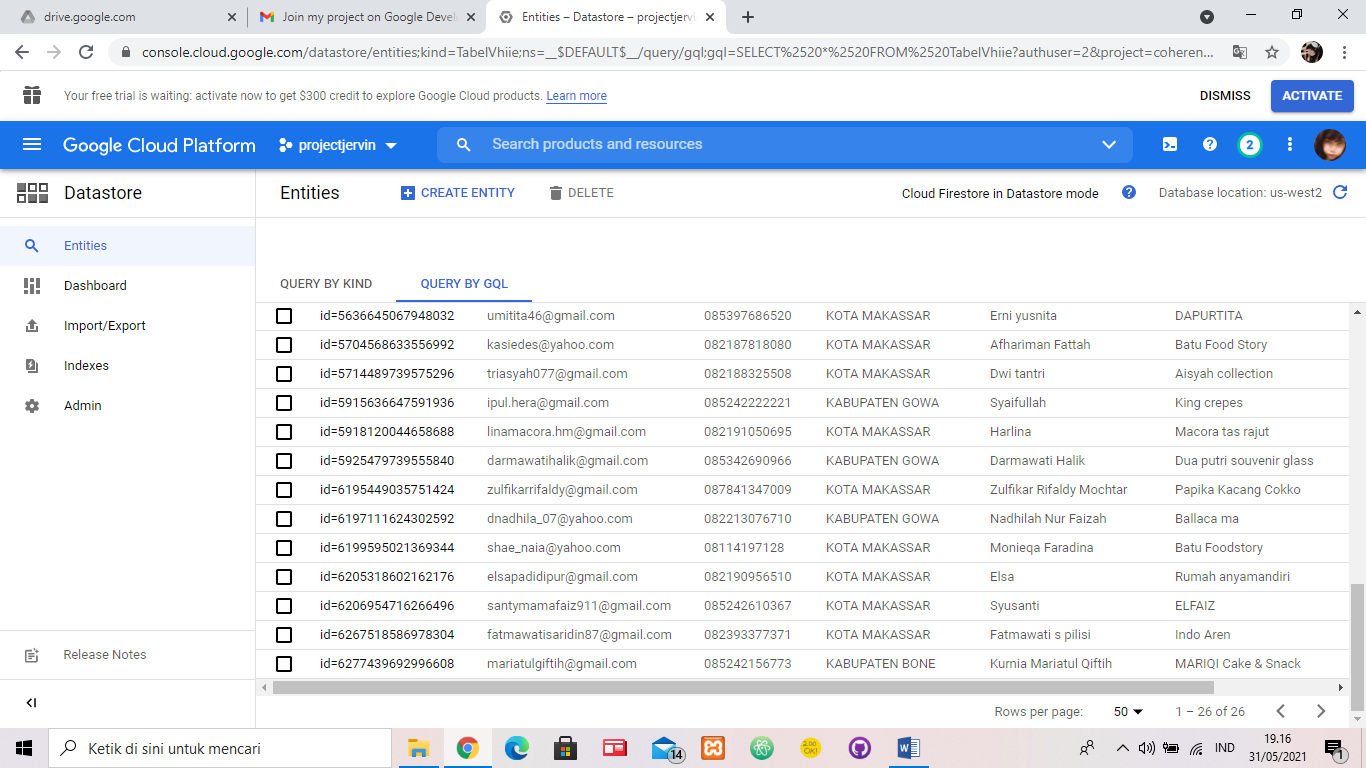 drive.google.com
Join my project on Google Devel
Entities – Datastore – projectjervi
console.cloud.google.com/datastore/entities;kind=TabelVhiie;ns=__$DEFAULT$__/query/gql;gql=SELECT%2520*%2520FROM%2520TabelVhiie?authuser=2&project=coheren...
Your free trial is waiting: activate now to get $300 credit to explore Google Cloud products. Learn more
DISMISS
ACTIVATE
Google Cloud Platform
projectjervin
Search products and resources
2
Datastore
Entities
CREATE ENTITY
DELETE
Cloud Firestore in Datastore mode
Database location: us-west2
Entities
Dashboard
Import/Export
Indexes
Admin
Release Notes
QUERY BY KIND
QUERY BY GQL
id=5636645067948032 umitita46@gmail.com 085397686520 KOTA MAKASSAR Erni yusnita DAPURTITA
id=5704568633556992 kasiedes@yahoo.com 082187818080 KOTA MAKASSAR Afhariman Fattah Batu Food Story
id=5714489739575296 triasyah077@gmail.com 082188325508 KOTA MAKASSAR Dwi tantri Aisyah collection
id=5915636647591936 ipul.hera@gmail.com 085242222221 KABUPATEN GOWA Syaifullah King crepes
id=5918120044658688 linamacora.hm@gmail.com 082191050695 KOTA MAKASSAR Harlina Macora tas rajut
id=5925479739555840 darmawatihalik@gmail.com 085342690966 KABUPATEN GOWA Darmawati Halik Dua putri souvenir glass
id=6195449035751424 zulfikarrifaldy@gmail.com 087841347009 KOTA MAKASSAR Zulfikar Rifaldy Mochtar Papika Kacang Cokko
id=6197111624302592 dnadhila_07@yahoo.com 082213076710 KABUPATEN GOWA Nadhilah Nur Faizah Ballaca ma
id=6199595021369344 shae_naia@yahoo.com 08114197128 KOTA MAKASSAR Monieqa Faradina Batu Foodstory
id=6205318602162176 elsapadidipur@gmail.com 082190956510 KOTA MAKASSAR Elsa Rumah anyamandiri
id=6206954716266496 santymamafaiz911@gmail.com 085242610367 KOTA MAKASSAR Syusanti ELFAIZ
id=6267518586978304 fatmawatisaridin87@gmail.com 082393377371 KOTA MAKASSAR Fatmawati s pilisi Indo Aren
id=6277439692996608 mariatulgiftih@gmail.com 085242156773 KABUPATEN BONE Kurnia Mariatul Qiftih MARIQI Cake & Snack
Rows per page: 50 1 – 26 of 26
Ketik di sini untuk mencari
14
IND
19.16
31/05/2021
1